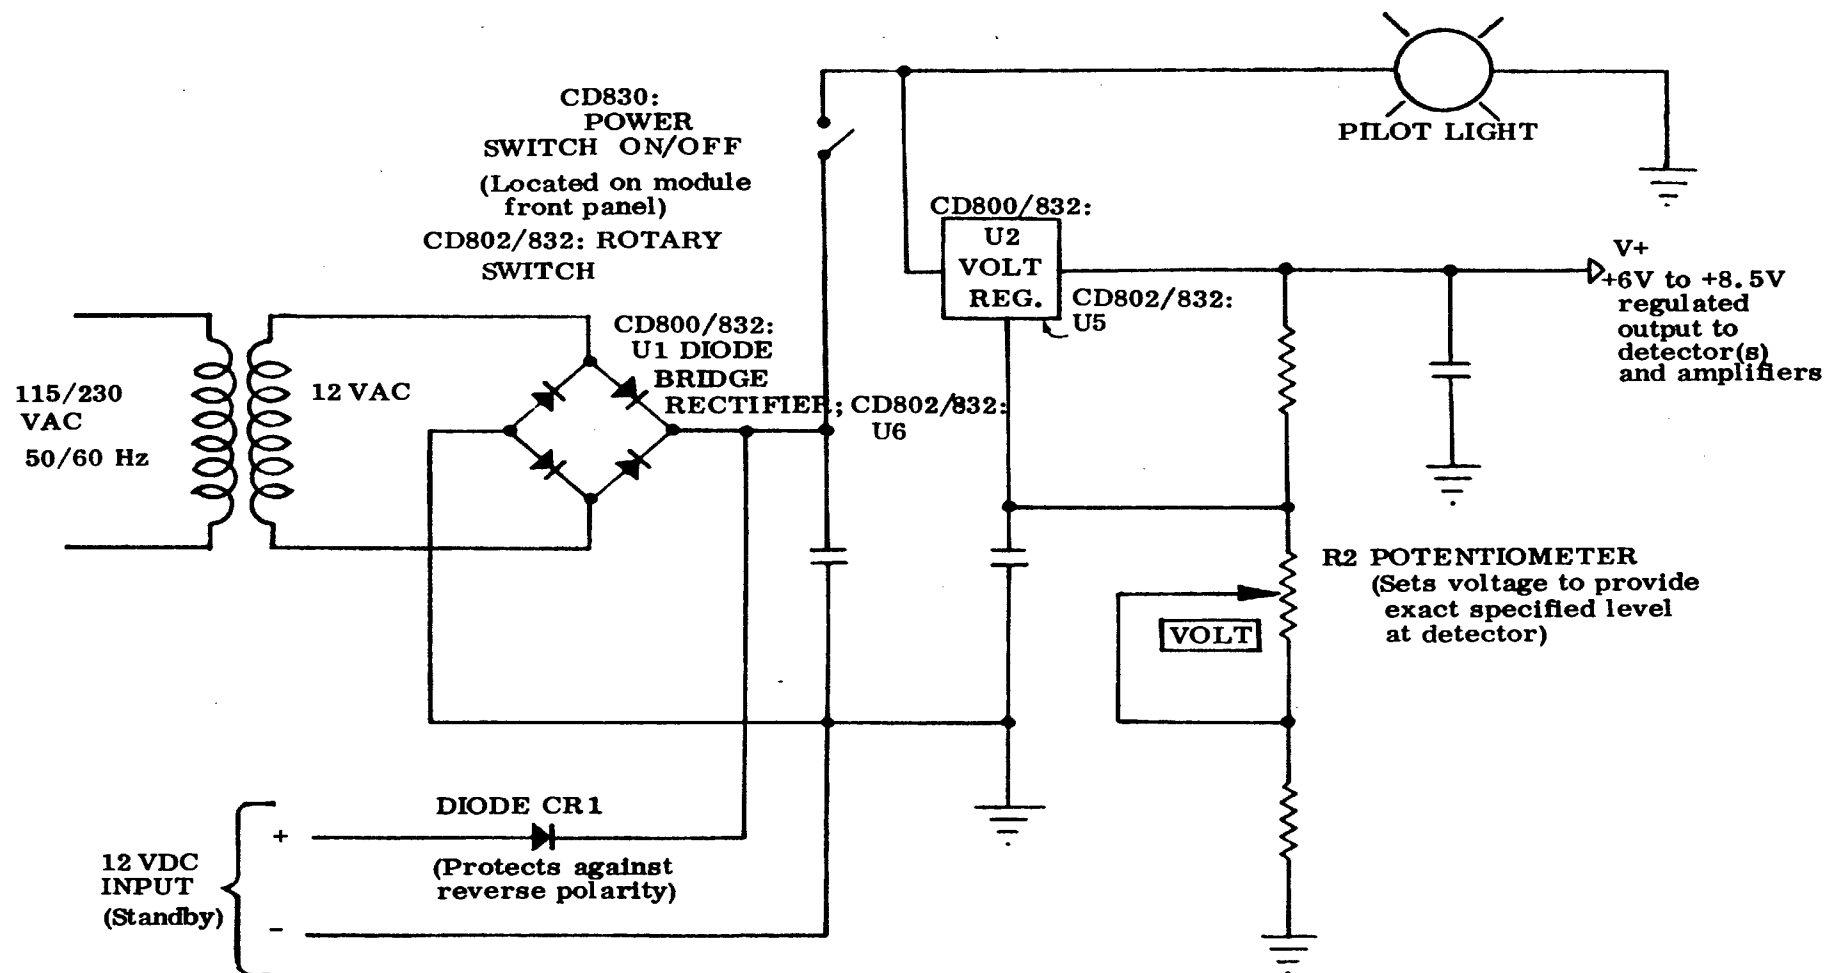 CD830:
POWER
SWITCH ON/OFF
(Located on module
front panel)
CD802/832: ROTARY
SWITCH
PILOT LIGHT
CD800/832:
U2
VOLT
REG.
CD802/832:
U5
V+
+6V to +8.5V
regulated
output to
detector(s)
and amplifiers
115/230
VAC
50/60 Hz
12 VAC
CD800/832:
U1 DIODE
BRIDGE
RECTIFIER; CD802/832:
U6
R2 POTENTIOMETER
(Sets voltage to provide
exact specified level
at detector)
VOLT
12 VDC
INPUT
(Standby)
+
-
DIODE CR1
(Protects against
reverse polarity)